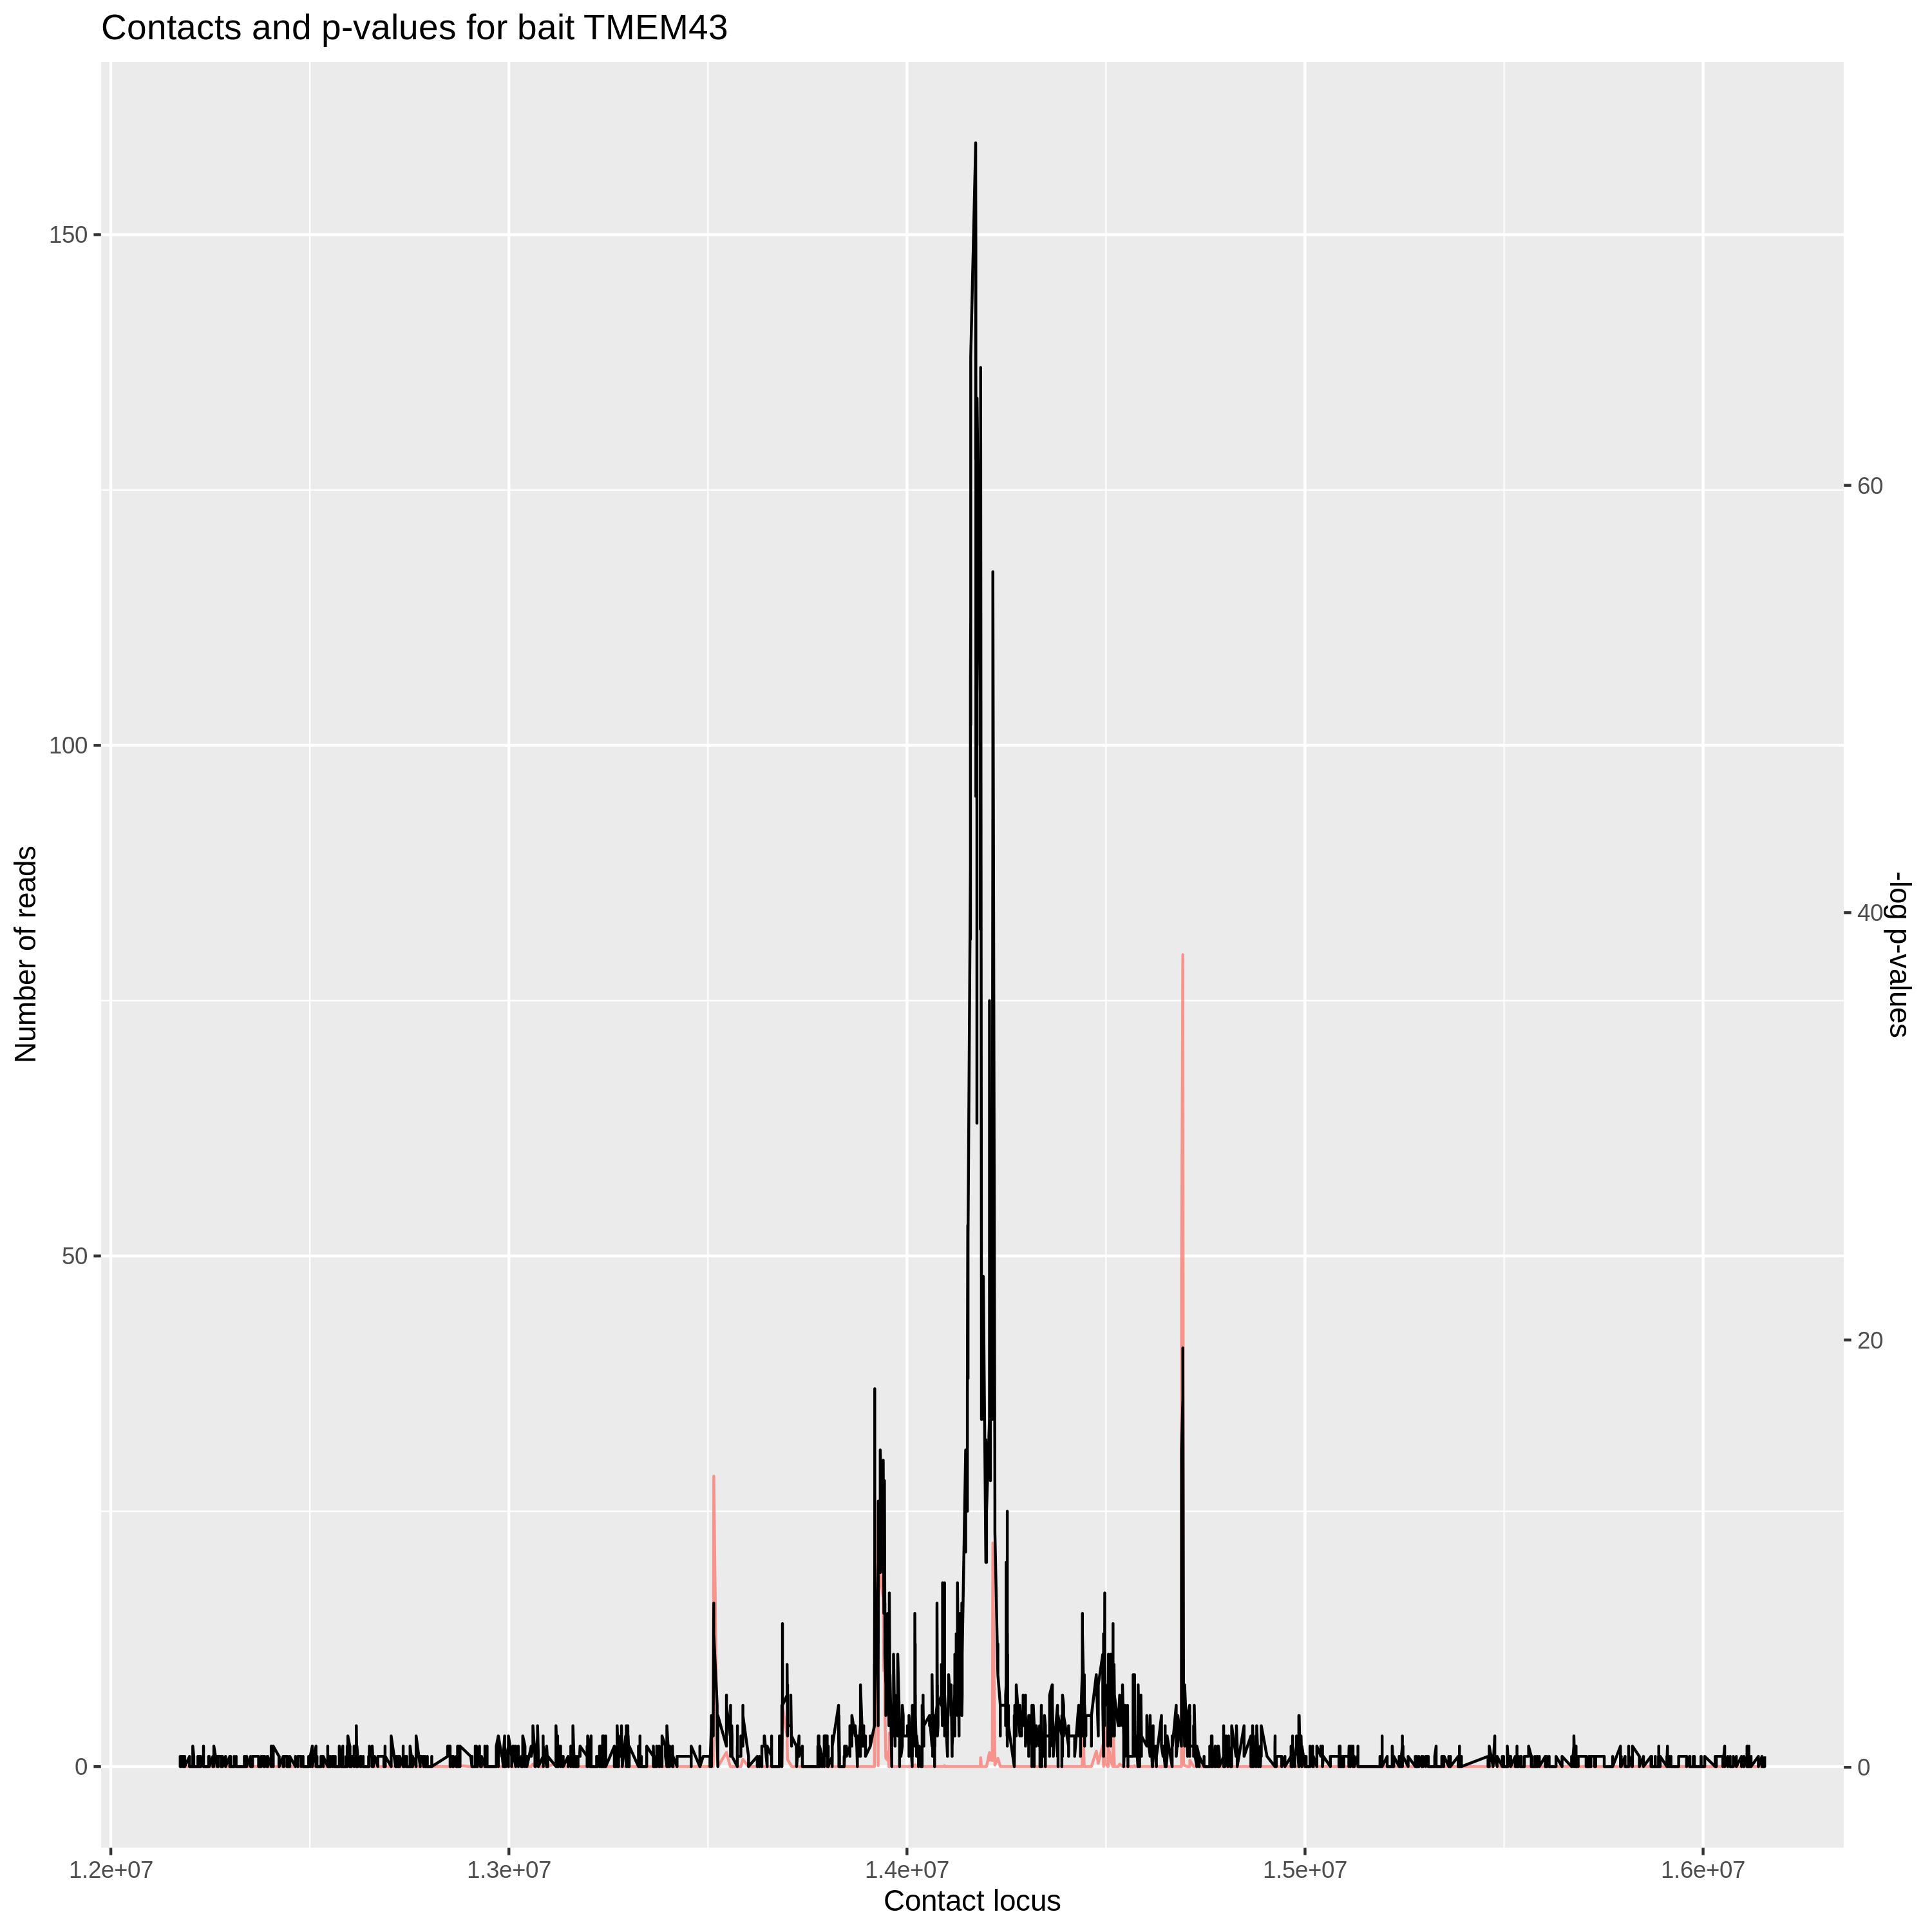 Contacts and p-values for bait TMEM43
150
100
50
0
Number of reads
60
40
20
0
-log p-values
1.2e+07
1.3e+07
1.4e+07
1.5e+07
1.6e+07
Contact locus